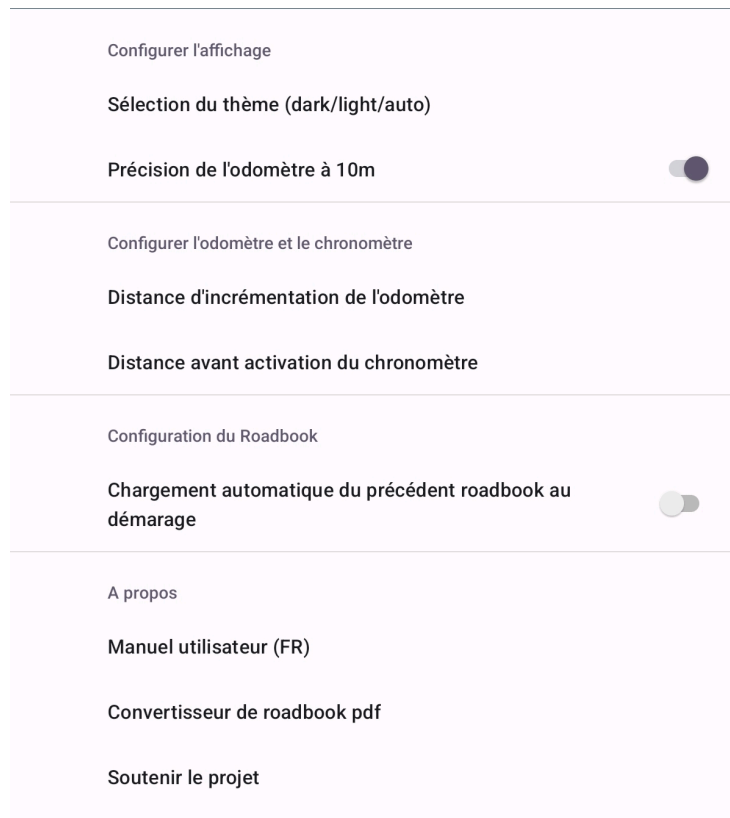 Configurer l'affichage
Sélection du thème (dark/light/auto)
Précision de l'odomètre à 10m
Configurer l'odomètre et le chronomètre
Distance d'incrémentation de l'odomètre
Distance avant activation du chronomètre
Configuration du Roadbook
Chargement automatique du précédent roadbook au
démarage
A propos
Manuel utilisateur (FR)
Convertisseur de roadbook pdf
Soutenir le projet